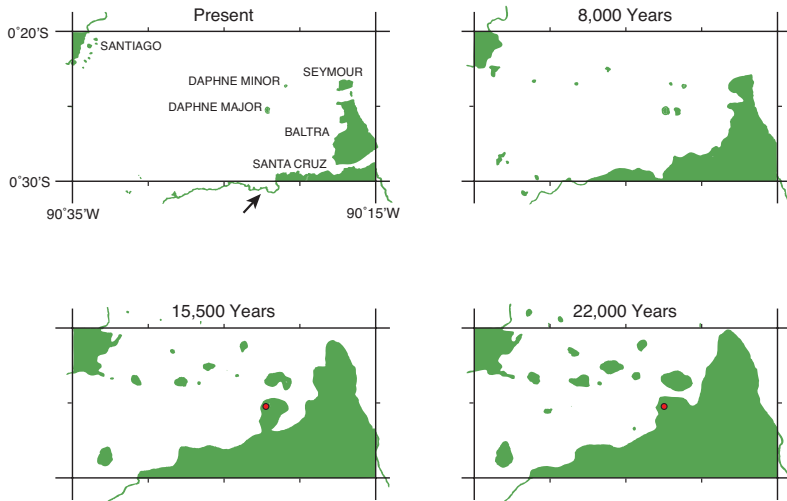 Present
8,000 Years
0˚20'S
SANTIAGO
SEYMOUR
DAPHNE MINOR
DAPHNE MAJOR
BALTRA
SANTA CRUZ
0˚30'S
90˚35'W
90˚15'W
15,500 Years
22,000 Years